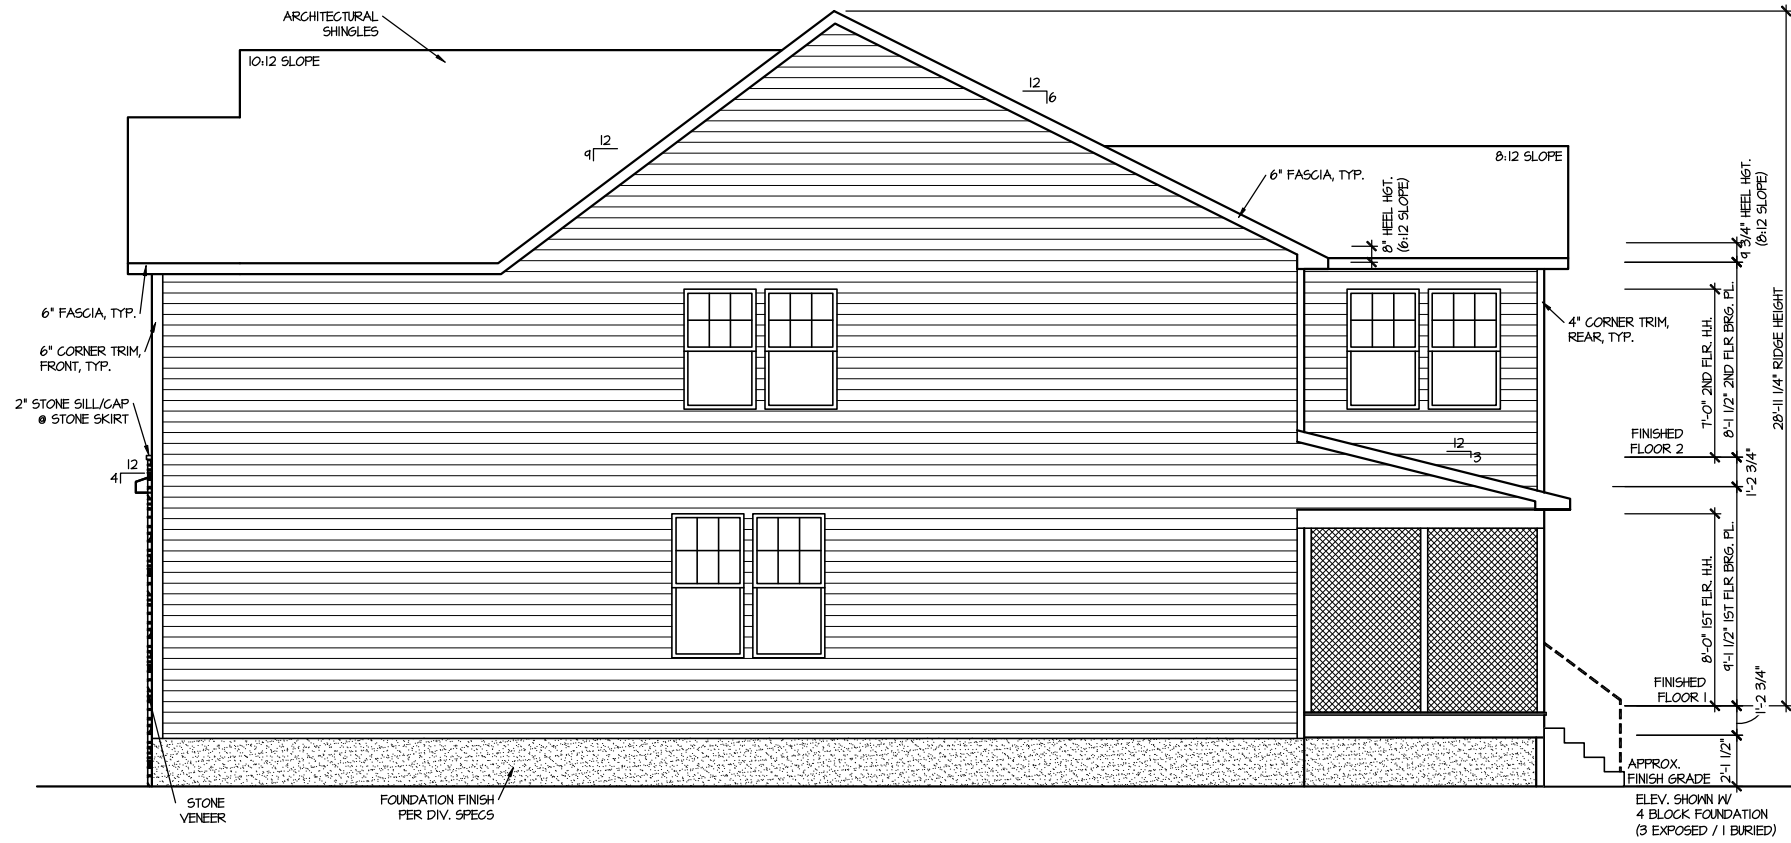 ARCHITECTURAL
SHINGLES
10:12 SLOPE
12
6
12
9
8:12 SLOPE
6" FASCIA, TYP.
8" HEEL HGT.
(6:12 SLOPE)
9 3/4" HEEL HGT.
(8:12 SLOPE)
6" FASCIA, TYP.
6" CORNER TRIM,
FRONT, TYP.
2" STONE SILL/CAP
@ STONE SKIRT
12
4
4" CORNER TRIM,
REAR, TYP.
7'-0" 2ND FLR. H.H.
8'-1 1/2" 2ND FLR BRG. PL.
28'-11 1/4" RIDGE HEIGHT
12
3
FINISHED
FLOOR 2
1'-2 3/4"
8'-0" 1ST FLR. H.H.
9'-1 1/2" 1ST FLR BRG. PL.
FINISHED
FLOOR 1
1'-2 3/4"
2'-1 1/2"
APPROX.
FINISH GRADE
ELEV. SHOWN W/
4 BLOCK FOUNDATION
(3 EXPOSED / 1 BURIED)
STONE
VENEER
FOUNDATION FINISH
PER DIV. SPECS